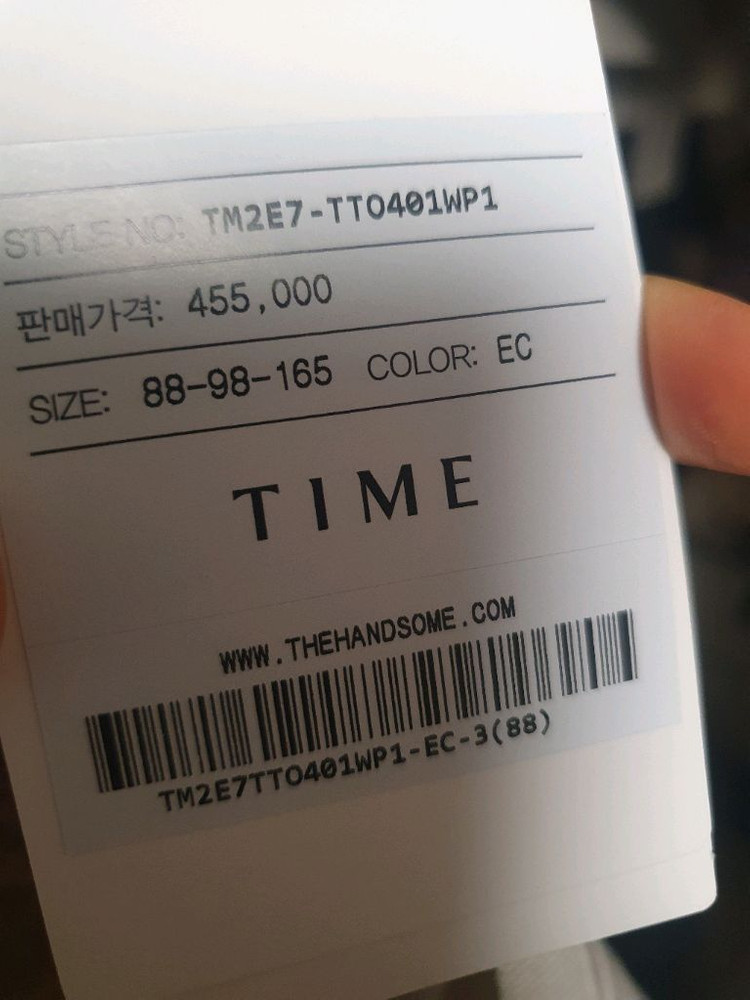 STYLE NO: TM2E7-TTO401WP1
판매가격: 455,000
SIZE: 88-98-165 COLOR: EC
TIME
WWW.THEHANDSOME.COM
TM2E7TTO401WP1-EC-3(88)